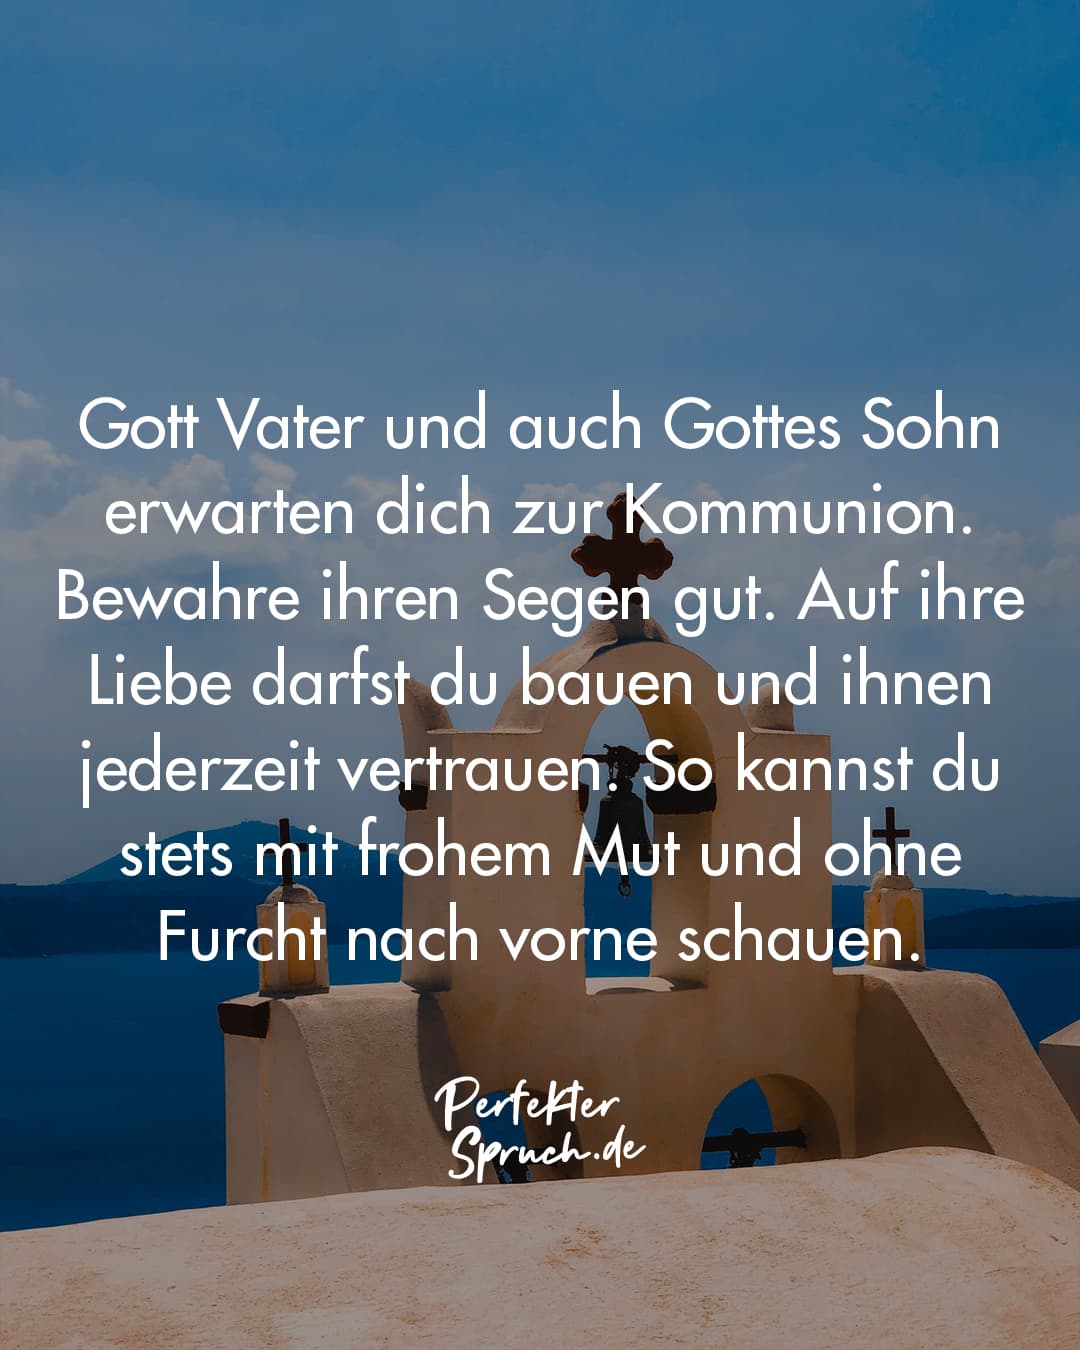 Gott Vater und auch Gottes Sohn
erwarten dich zur Kommunion.
Bewahre ihren Segen gut. Auf ihre
Liebe darfst du bauen und ihnen
jederzeit vertrauen. So kannst du
stets mit frohem Mut und ohne
Furcht nach vorne schauen.
Perfekter
Spruch.de